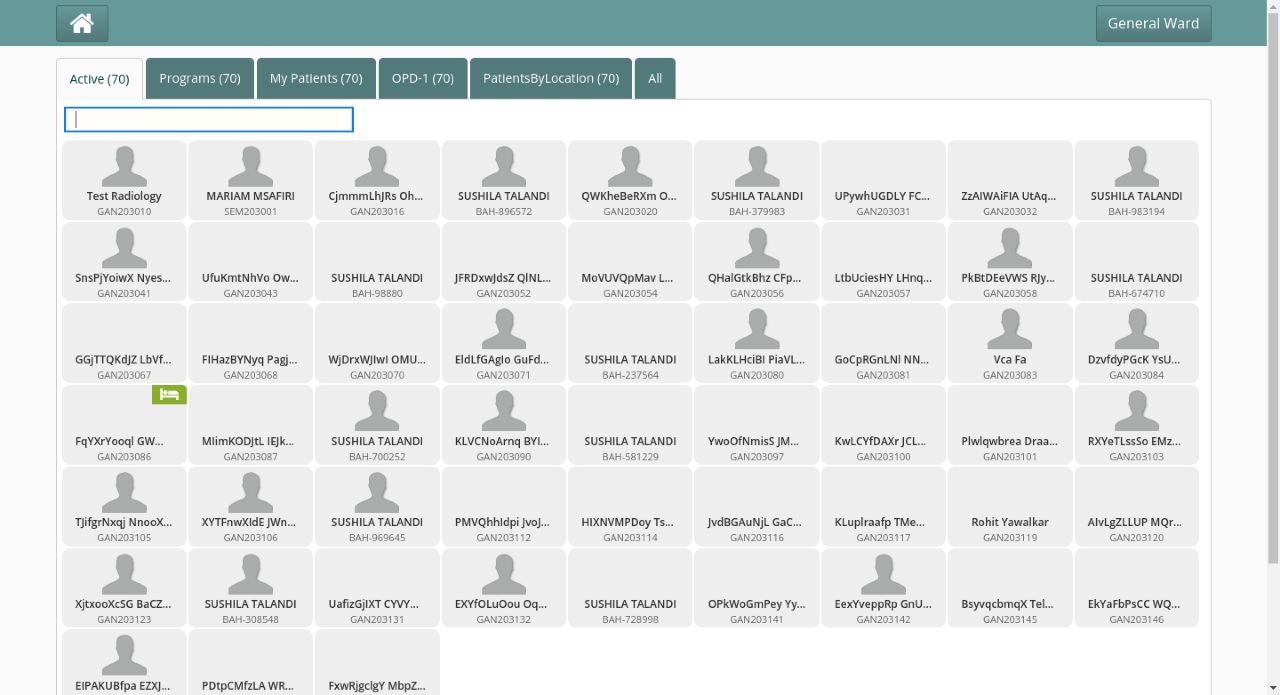 General Ward
Active (70)
Programs (70)
My Patients (70)
OPD-1 (70)
PatientsByLocation (70)
All
Test Radiology
GAN203010
MARIAM MSAFIRI
SEM203001
CjmmmLhJRs Oh...
GAN203016
SUSHILA TALANDI
BAH-896572
QWKheBeRXm O...
GAN203020
SUSHILA TALANDI
BAH-379983
UPywhUGDLY FC...
GAN203031
ZzAIWAiFIA UtAq...
GAN203032
SUSHILA TALANDI
BAH-983194
SnsPjYoiwX Nyes...
GAN203041
UfuKmtNhVo Ow...
GAN203043
SUSHILA TALANDI
BAH-98880
JFRDxwJdsZ QlNL...
GAN203052
MoVUVQpMav L...
GAN203054
QHalGtkBhz CFp...
GAN203056
LtbUciesHY LHnq...
GAN203057
PkBtDEeVWS RJy...
GAN203058
SUSHILA TALANDI
BAH-674710
GGjTTQKdJZ LbVf...
GAN203067
FIHazBYNyq Pagj...
GAN203068
WjDrxWJIwI OMU...
GAN203070
EldLfGAgIo GuFd...
GAN203071
SUSHILA TALANDI
BAH-237564
LakKLHciBI PiaVL...
GAN203080
GoCpRGnLNl NN...
GAN203081
Vca Fa
GAN203083
DzvfdyPGcK YsU...
GAN203084
FqYXrYooql GW...
GAN203086
MIimKODJtL IEJk...
GAN203087
SUSHILA TALANDI
BAH-700252
KLVCNoArnq BYI...
GAN203090
SUSHILA TALANDI
BAH-581229
YwoOfNmisS JM...
GAN203097
KwLCYfDAXr JCL...
GAN203100
Plwlqwbrea Draa...
GAN203101
RXYeTLssSo EMz...
GAN203103
TJifgrNxqj NnooX...
GAN203105
XYTFnwXIdE JWn...
GAN203106
SUSHILA TALANDI
BAH-969645
PMVQhhIdpi JvoJ...
GAN203112
HIXNVMPDoy Ts...
GAN203114
JvdBGAuNjL GaC...
GAN203116
KLuplraafp TMe...
GAN203117
Rohit Yawalkar
GAN203119
AIvLgZLLUP MQr...
GAN203120
XjtxooXcSG BaCZ...
GAN203123
SUSHILA TALANDI
BAH-308548
UafizGjIXT CYVY...
GAN203131
EXYfOLuOou Oq...
GAN203132
SUSHILA TALANDI
BAH-728998
OPkWoGmPey Yy...
GAN203141
EexYveppRp GnU...
GAN203142
BsyvqcbmqX Tel...
GAN203145
EkYaFbPsCC WQ...
GAN203146
EIPAKUBfpa EZXJ...
PDtpCMfzLA WR...
FxwRjgclgY MbpZ...